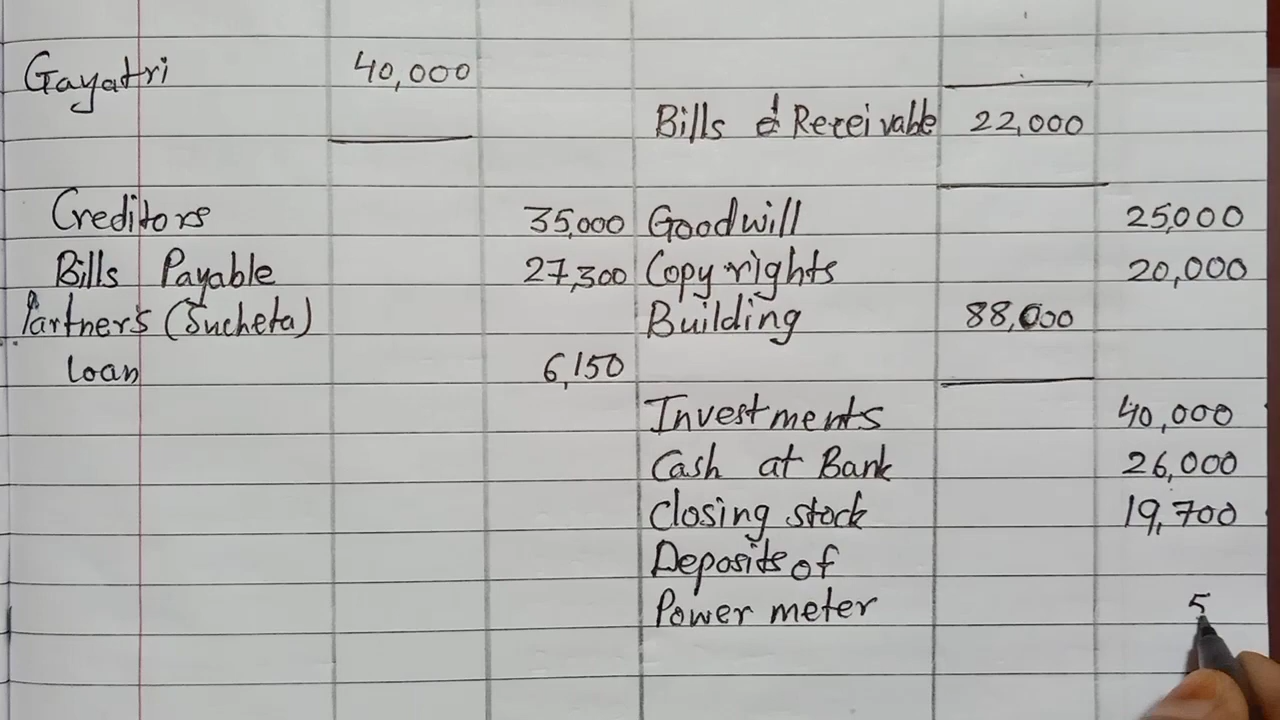 Gayatri 40,000
Bills & Receivable 22,000
Creditors 35,000 Goodwill 25,000
Bills Payable 27,300 Copyrights 20,000
Partner's (Sucheta) Building 88,000
loan 6,150
Investments 40,000
Cash at Bank 26,000
Closing stock 19,700
Deposits of
Power meter 5